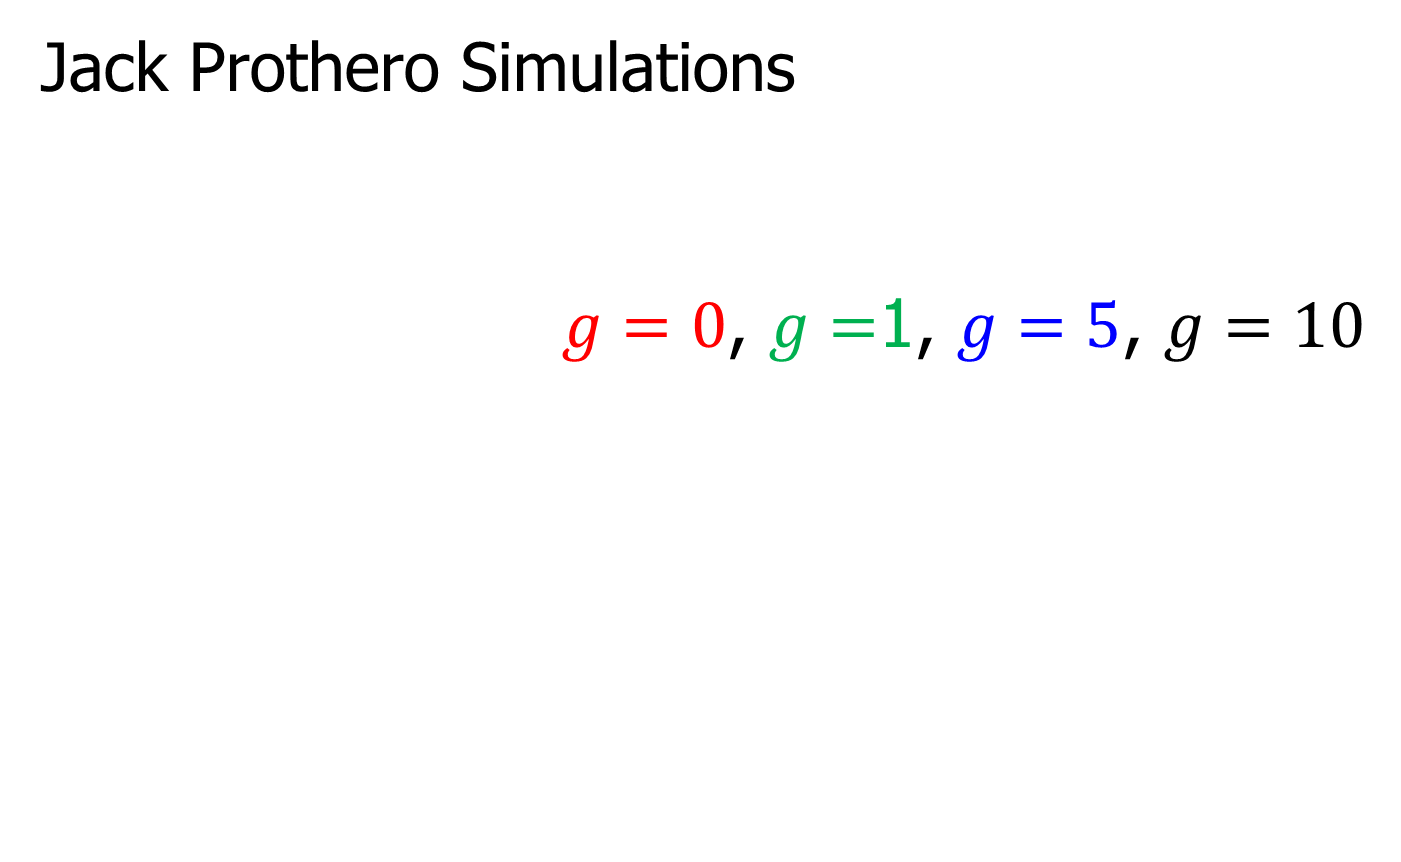 Jack Prothero Simulations
g = 0, g =1, g = 5, g = 10